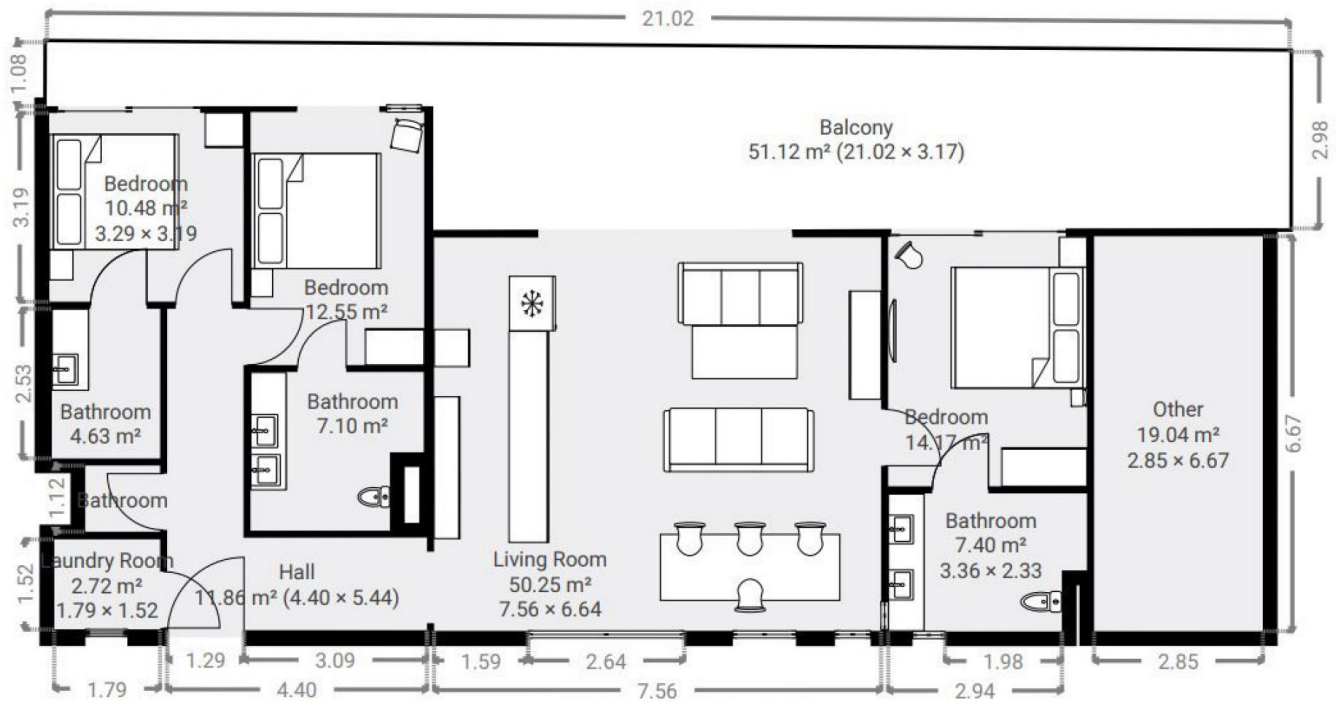 21.02
1.08
2.98
Balcony
51.12 m² (21.02 × 3.17)
Bedroom
10.48 m²
3.29 × 3.19
3.19
Bedroom
12.55 m²
2.53
Bathroom
4.63 m²
Bathroom
7.10 m²
Bedroom
14.17 m²
Other
19.04 m²
2.85 × 6.67
6.67
1.12
Bathroom
Laundry Room
2.72 m²
1.79 × 1.52
1.52
Hall
11.86 m² (4.40 × 5.44)
Living Room
50.25 m²
7.56 × 6.64
Bathroom
7.40 m²
3.36 × 2.33
1.29
3.09
1.59
2.64
1.98
2.85
1.79
4.40
7.56
2.94